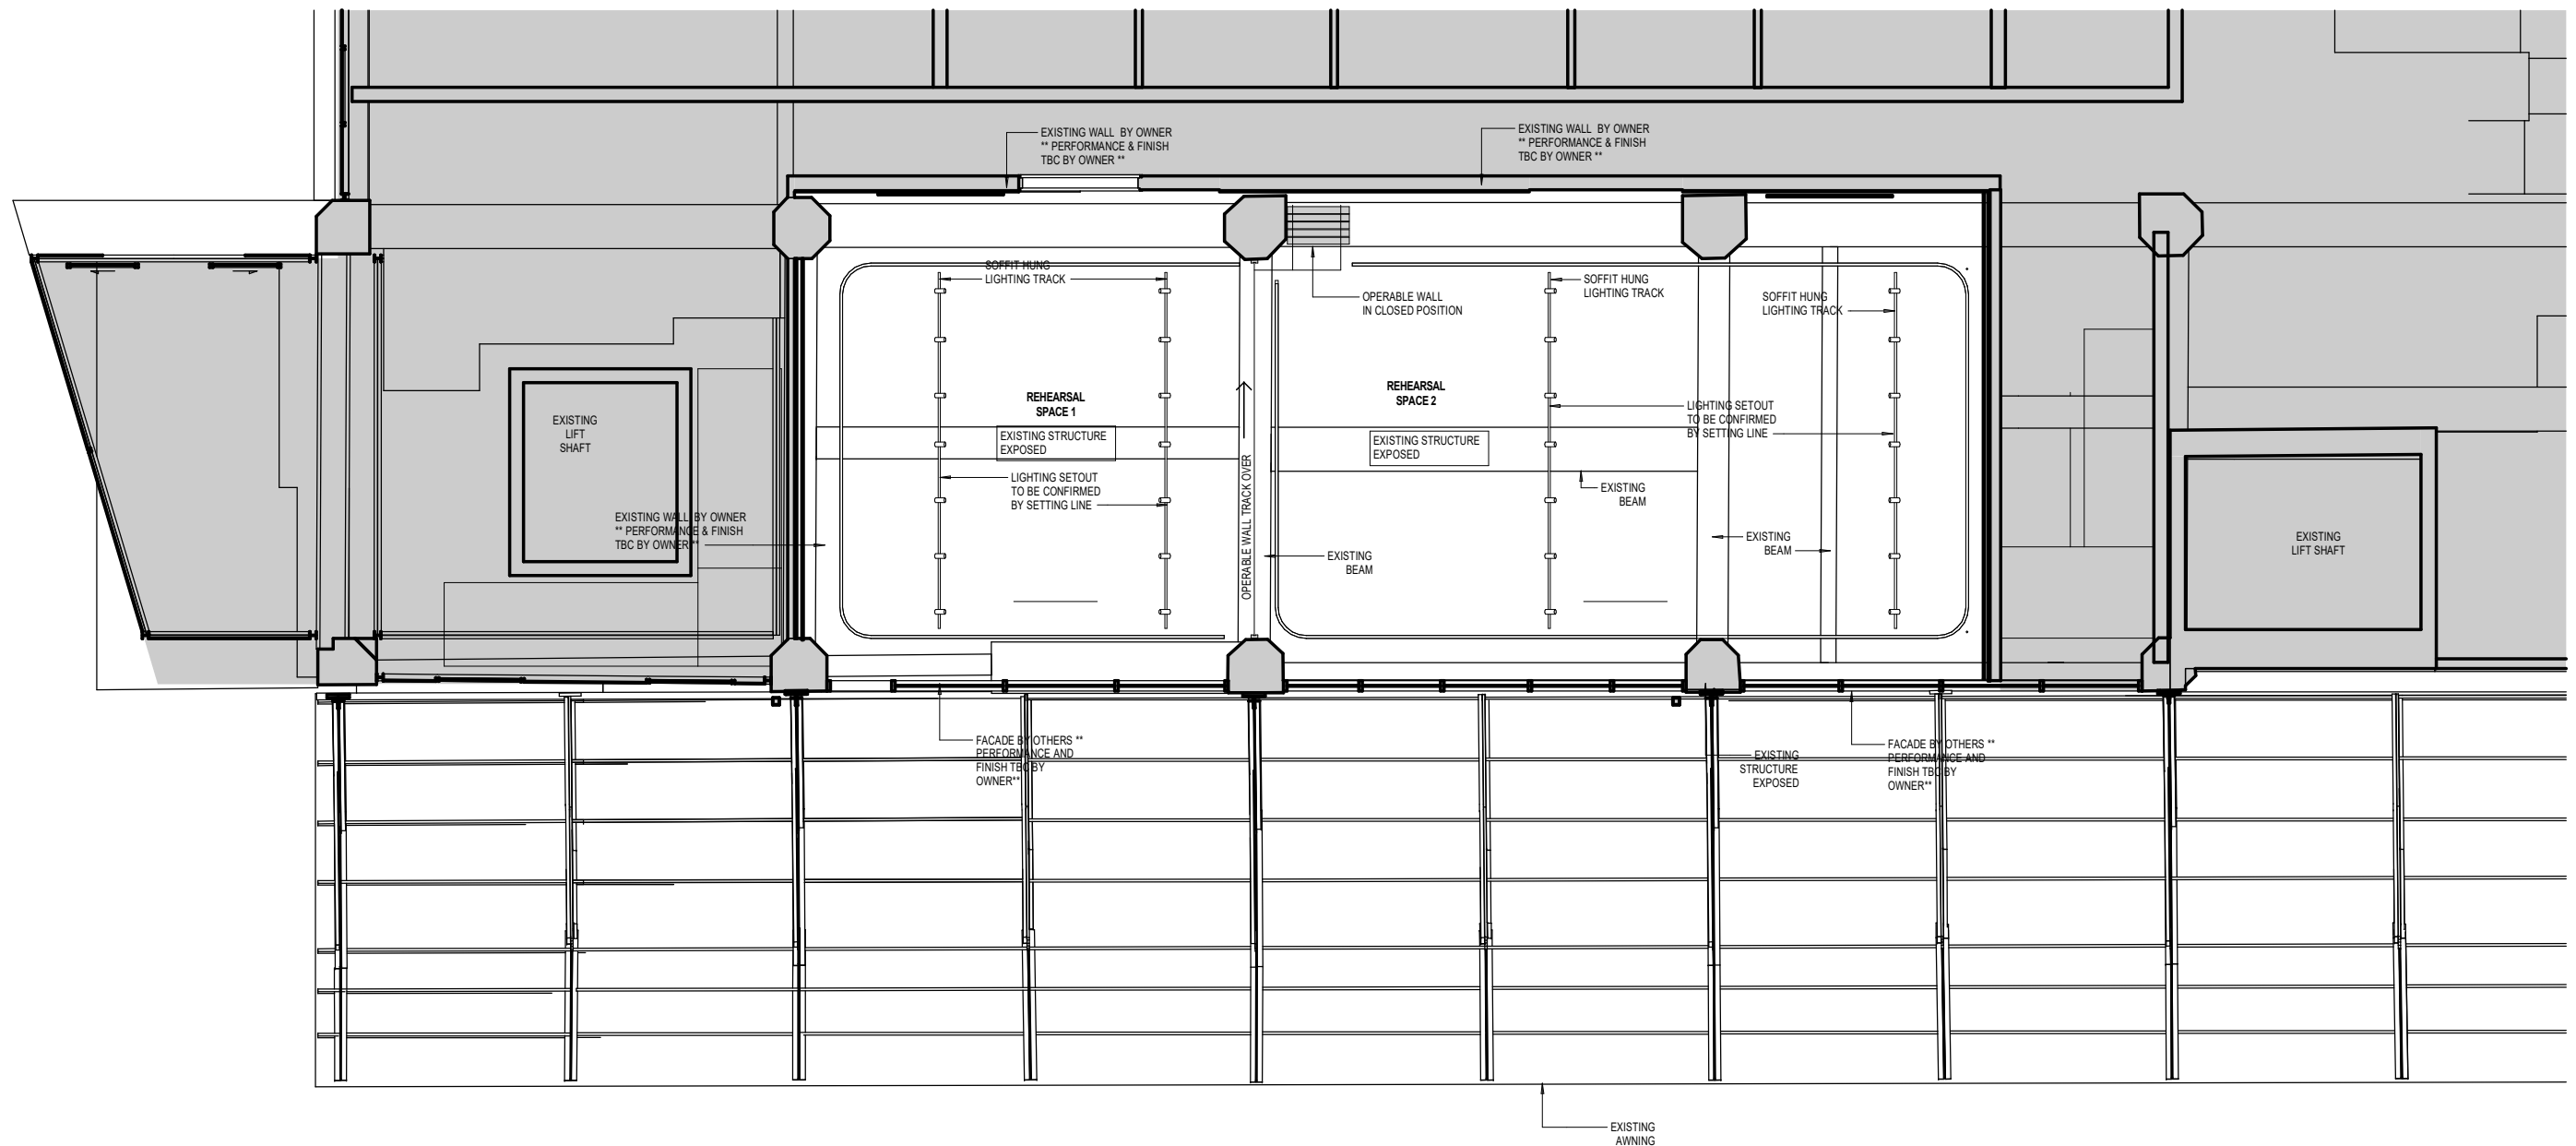 EXISTING WALL  BY OWNER
** PERFORMANCE & FINISH
TBC BY OWNER **
EXISTING WALL  BY OWNER
** PERFORMANCE & FINISH
TBC BY OWNER **
SOFFIT HUNG
LIGHTING TRACK
OPERABLE WALL
IN CLOSED POSITION
SOFFIT HUNG
LIGHTING TRACK
SOFFIT HUNG
LIGHTING TRACK
REHEARSAL
SPACE 1
EXISTING STRUCTURE
EXPOSED
REHEARSAL
SPACE 2
EXISTING STRUCTURE
EXPOSED
LIGHTING SETOUT
TO BE CONFIRMED
BY SETTING LINE
EXISTING
LIFT
SHAFT
LIGHTING SETOUT
TO BE CONFIRMED
BY SETTING LINE
OPERABLE WALL TRACK OVER
EXISTING
BEAM
EXISTING WALL BY OWNER
** PERFORMANCE & FINISH
TBC BY OWNER **
EXISTING
BEAM
EXISTING
BEAM
EXISTING
LIFT SHAFT
FACADE BY OTHERS **
PERFORMANCE AND
FINISH TBC BY
OWNER**
EXISTING
STRUCTURE
EXPOSED
FACADE BY OTHERS **
PERFORMANCE AND
FINISH TBC BY
OWNER**
EXISTING
AWNING